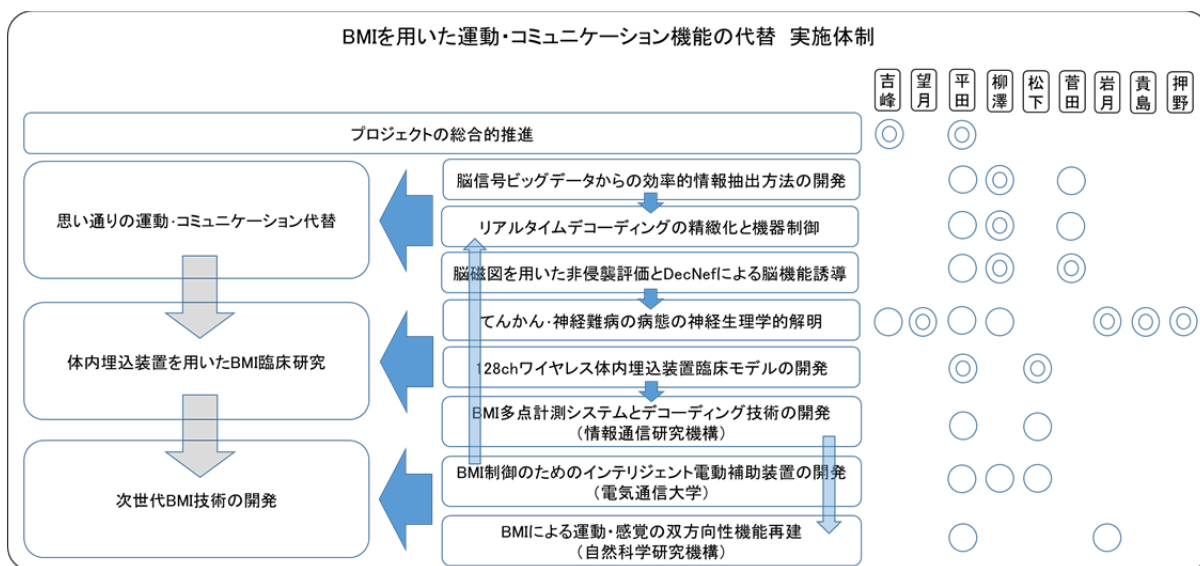 BMIを用いた運動・コミュニケーション機能の代替 実施体制
吉峰
望月
平田
柳澤
松下
菅田
岩月
貴島
押野
プロジェクトの総合的推進
思い通りの運動・コミュニケーション代替
体内埋込装置を用いたBMI臨床研究
次世代BMI技術の開発
脳信号ビッグデータからの効率的情報抽出方法の開発
リアルタイムデコーディングの精緻化と機器制御
脳磁図を用いた非侵襲評価とDecNefによる脳機能誘導
てんかん・神経難病の病態の神経生理学的解明
128chワイヤレス体内埋込装置臨床モデルの開発
BMI多点計測システムとデコーディング技術の開発
（情報通信研究機構）
BMI制御のためのインテリジェント電動補助装置の開発
（電気通信大学）
BMIによる運動・感覚の双方向性機能再建
（自然科学研究機構）